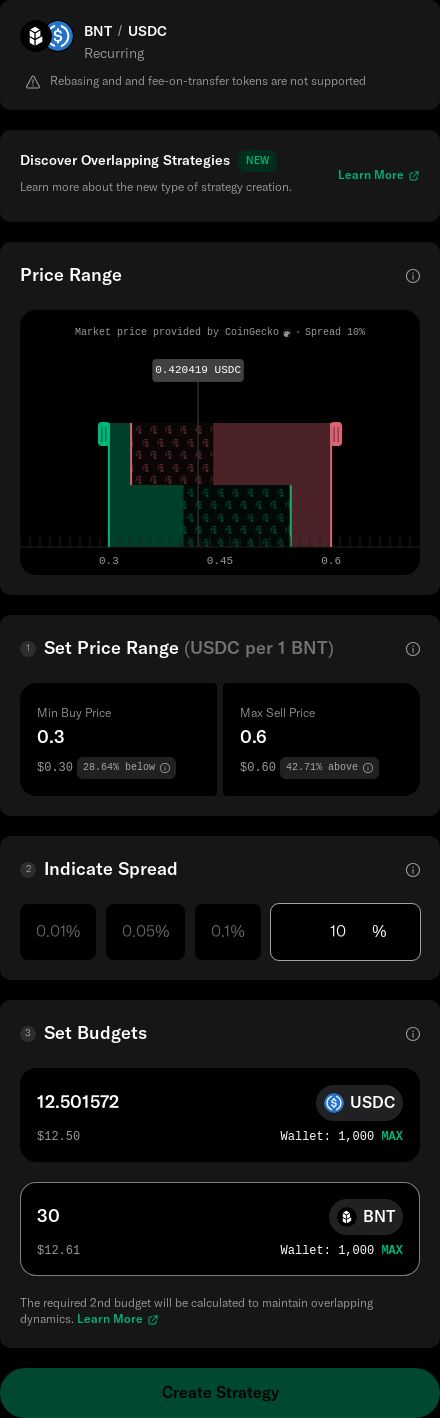 BNT / USDC
Recurring
Rebasing and and fee-on-transfer tokens are not supported
Discover Overlapping Strategies NEW
Learn more about the new type of strategy creation.
Learn More
Price Range
Market price provided by CoinGecko · Spread 10%
0.420419 USDC
0.3 0.45 0.6
1 Set Price Range (USDC per 1 BNT)
Min Buy Price
0.3
$0.30 28.64% below
Max Sell Price
0.6
$0.60 42.71% above
2 Indicate Spread
0.01% 0.05% 0.1% 10 %
3 Set Budgets
12.501572 USDC
$12.50 Wallet: 1,000 MAX
30 BNT
$12.61 Wallet: 1,000 MAX
The required 2nd budget will be calculated to maintain overlapping
dynamics. Learn More
Create Strategy